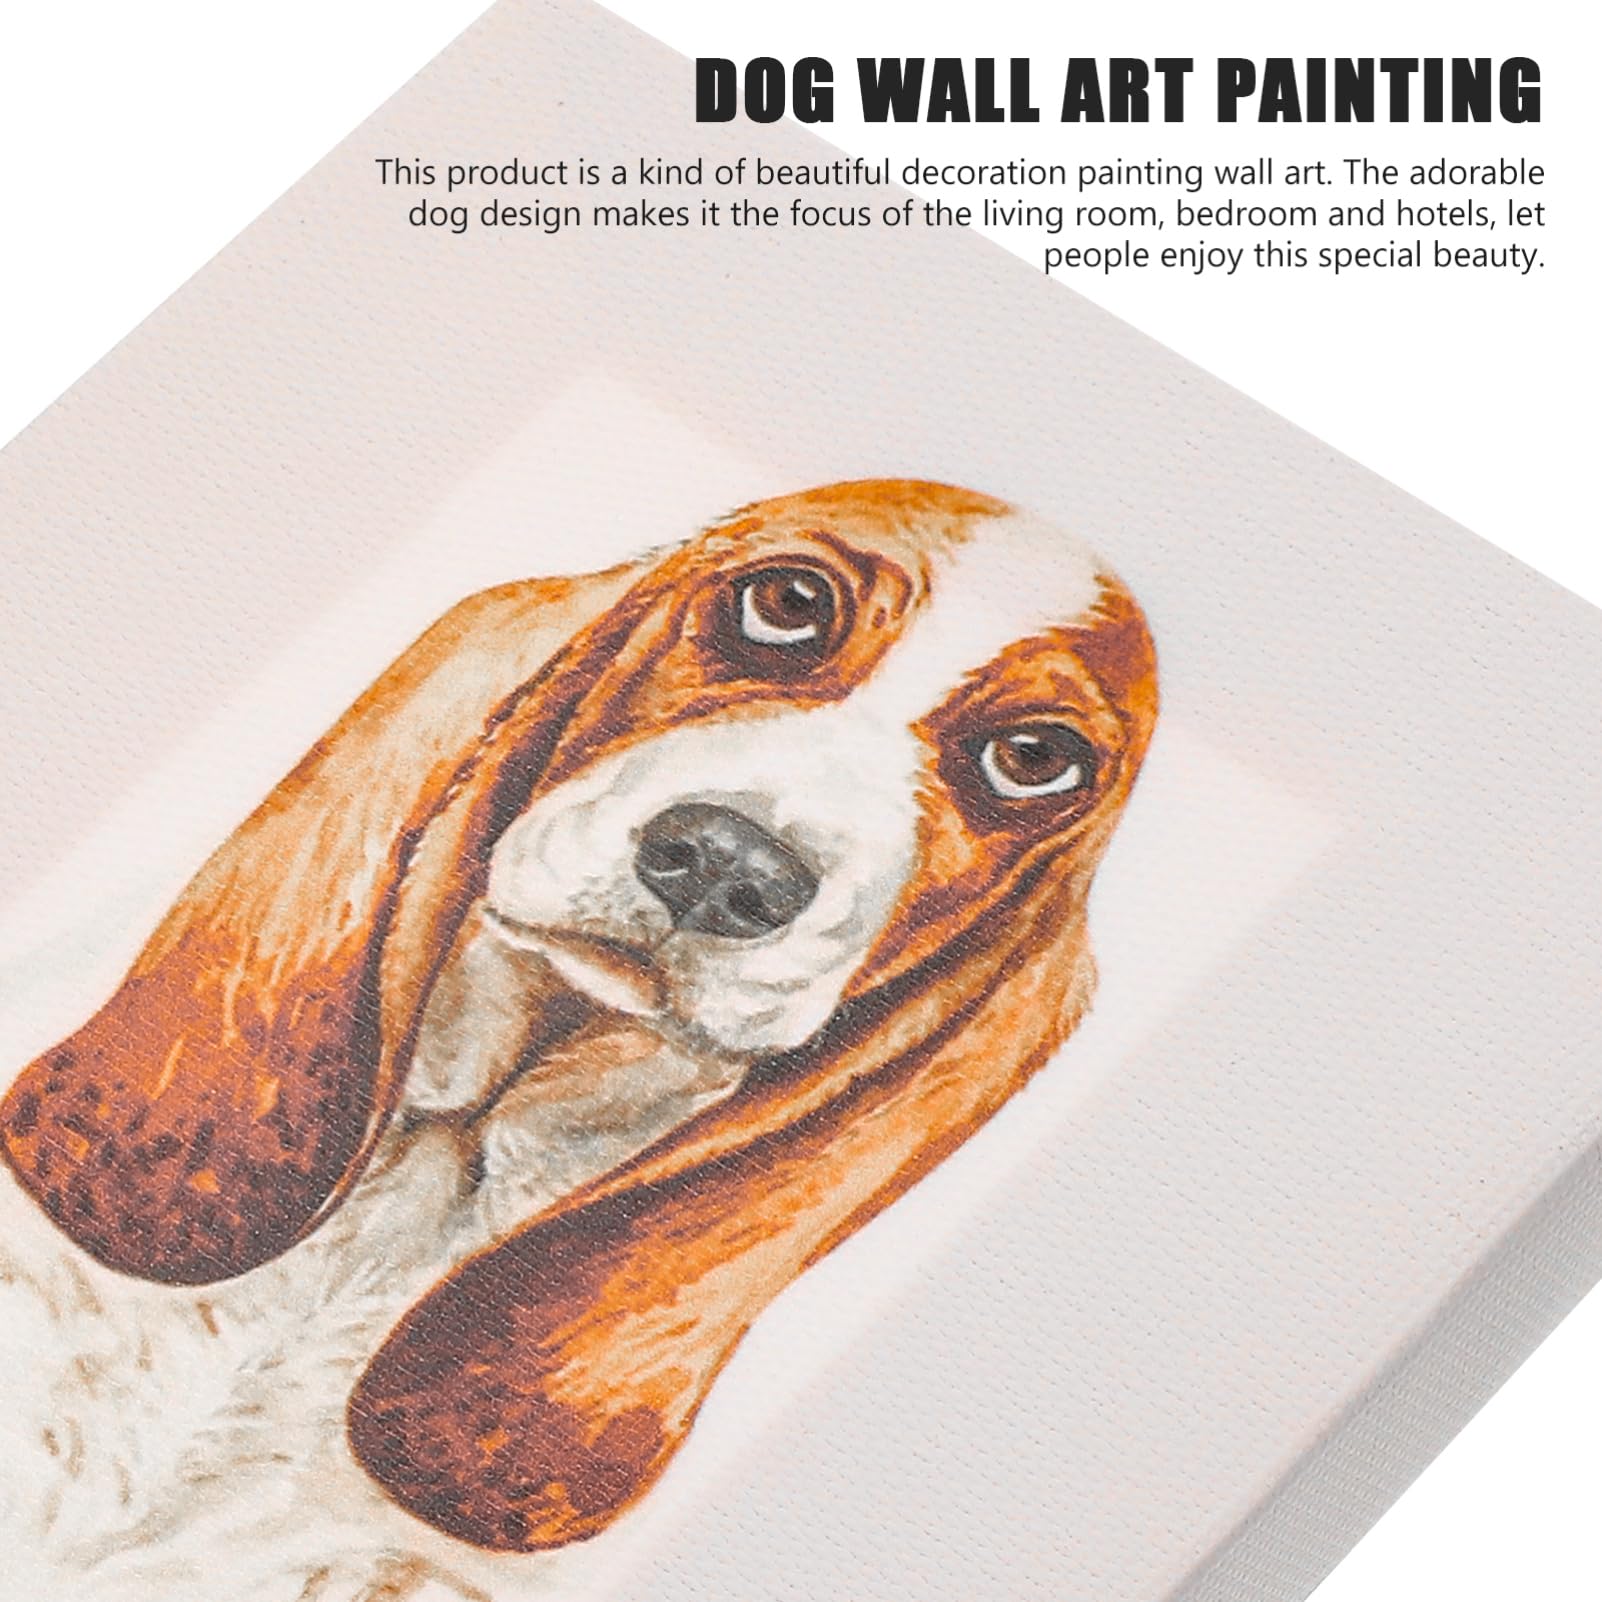 DOG WALL ART PAINTING
This product is a kind of beautiful decoration painting wall art. The adorable
dog design makes it the focus of the living room, bedroom and hotels, let
people enjoy this special beauty.